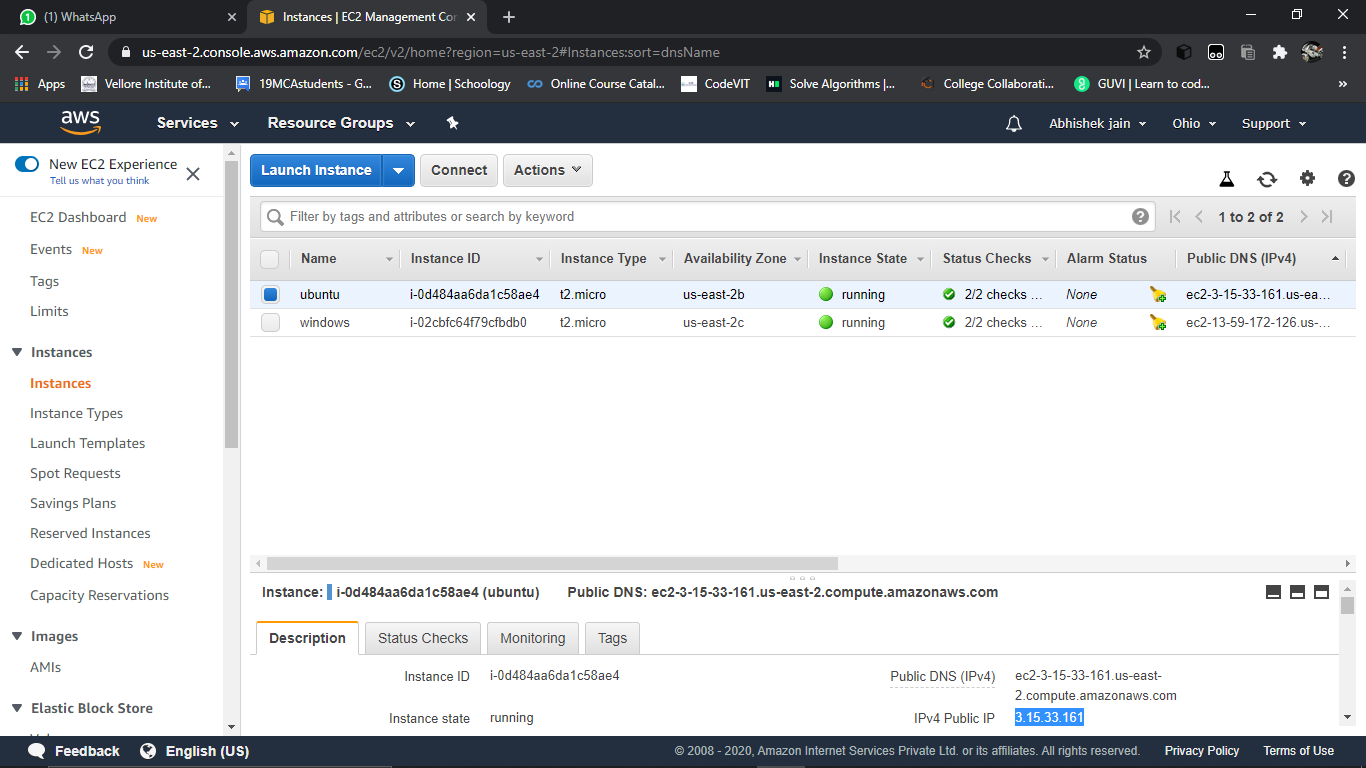 (1) WhatsApp
Instances | EC2 Management Con
us-east-2.console.aws.amazon.com/ec2/v2/home?region=us-east-2#Instances:sort=dnsName
Apps Vellore Institute of... 19MCAstudents - G... Home | Schoology Online Course Catal... CodeVIT Solve Algorithms |... College Collaborati... GUVI | Learn to cod... »
aws Services Resource Groups Abhishek jain Ohio Support
New EC2 Experience
Tell us what you think
EC2 Dashboard New
Events New
Tags
Limits
Instances
Instances
Instance Types
Launch Templates
Spot Requests
Savings Plans
Reserved Instances
Dedicated Hosts New
Capacity Reservations
Images
AMIs
Elastic Block Store
Launch Instance Connect Actions
Filter by tags and attributes or search by keyword 1 to 2 of 2
Name Instance ID Instance Type Availability Zone Instance State Status Checks Alarm Status Public DNS (IPv4)
ubuntu i-0d484aa6da1c58ae4 t2.micro us-east-2b running 2/2 checks ... None ec2-3-15-33-161.us-ea...
windows i-02cbfc64f79cfbdb0 t2.micro us-east-2c running 2/2 checks ... None ec2-13-59-172-126.us-...
Instance: i-0d484aa6da1c58ae4 (ubuntu) Public DNS: ec2-3-15-33-161.us-east-2.compute.amazonaws.com
Description Status Checks Monitoring Tags
Instance ID i-0d484aa6da1c58ae4 Public DNS (IPv4) ec2-3-15-33-161.us-east-
2.compute.amazonaws.com
Instance state running IPv4 Public IP 3.15.33.161
Feedback English (US) © 2008 - 2020, Amazon Internet Services Private Ltd. or its affiliates. All rights reserved. Privacy Policy Terms of Use